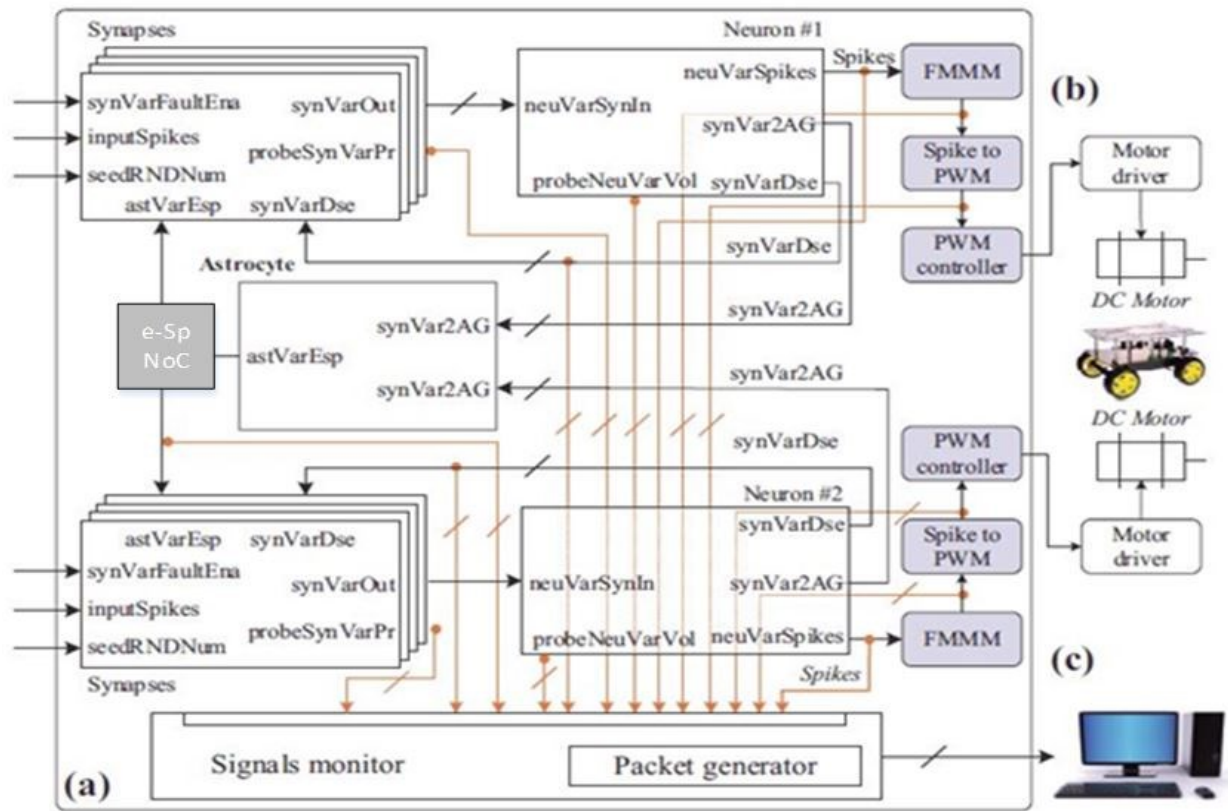 Synapses
synVarFaultEna
inputSpikes
seedRNDNum
synVarOut
probeSynVarPr
astVarEsp synVarDse
Neuron #1
neuVarSynIn
neuVarSpikes
synVar2AG
probeNeuVarVol
synVarDse
Spikes
FMMM
Spike to
PWM
PWM
controller
(b)
Motor
driver
DC Motor
DC Motor
Motor
driver
Astrocyte
e-Sp
NoC
astVarEsp
synVar2AG
synVar2AG
synVarDse
synVar2AG
synVar2AG
synVarDse
PWM
controller
Spike to
PWM
FMMM
astVarEsp synVarDse
synVarFaultEna
inputSpikes
seedRNDNum
synVarOut
probeSynVarPr
Synapses
Neuron #2
synVarDse
neuVarSynIn
synVar2AG
probeNeuVarVol
neuVarSpikes
Spikes
(c)
(a)
Signals monitor
Packet generator